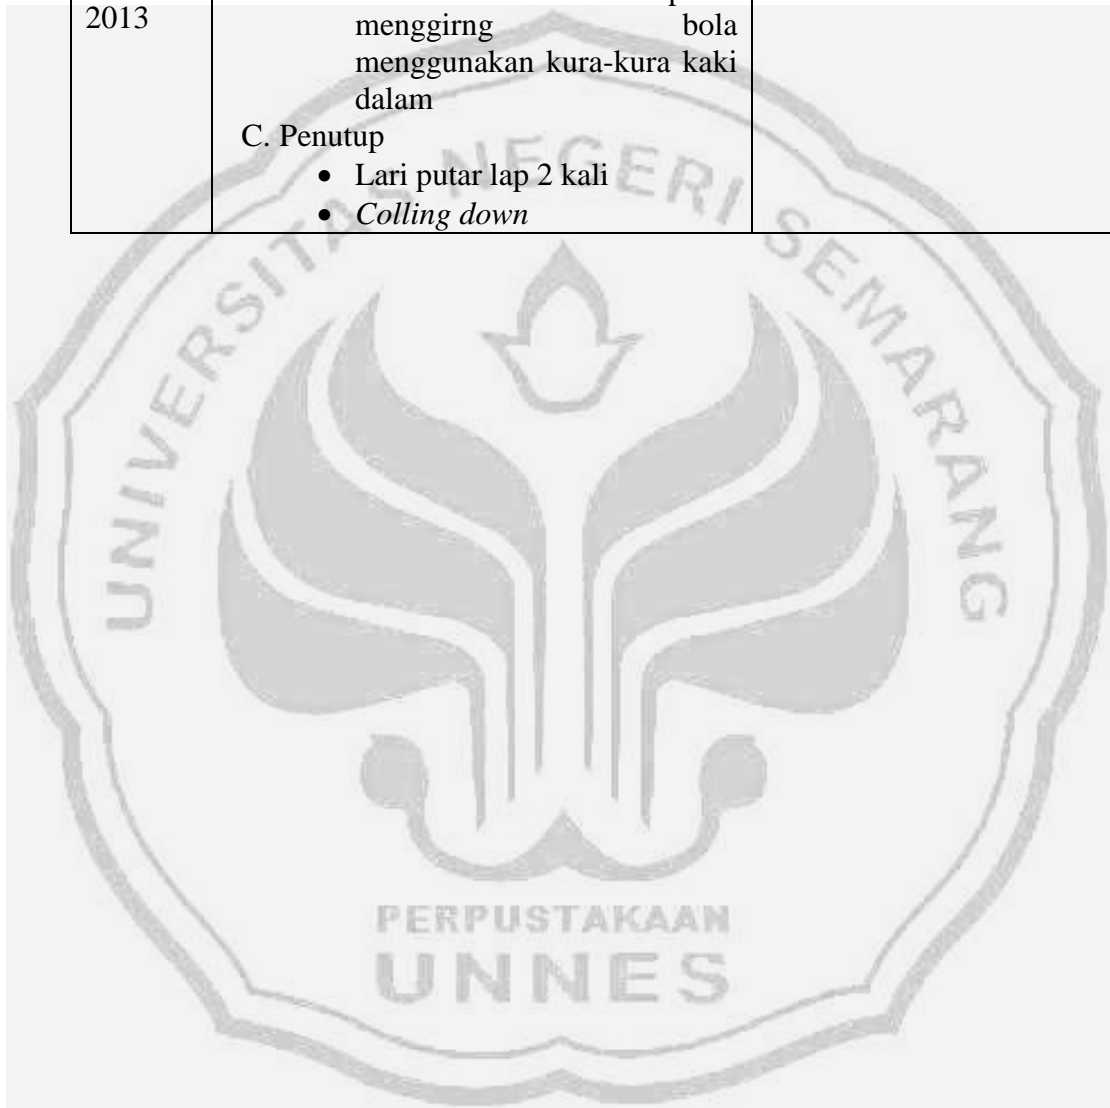 2013
menggirng bola
menggunakan kura-kura kaki
dalam
C. Penutup
• Lari putar lap 2 kali
• Colling down
UNIVERSITAS NEGERI SEMARANG
PERPUSTAKAAN
UNNES